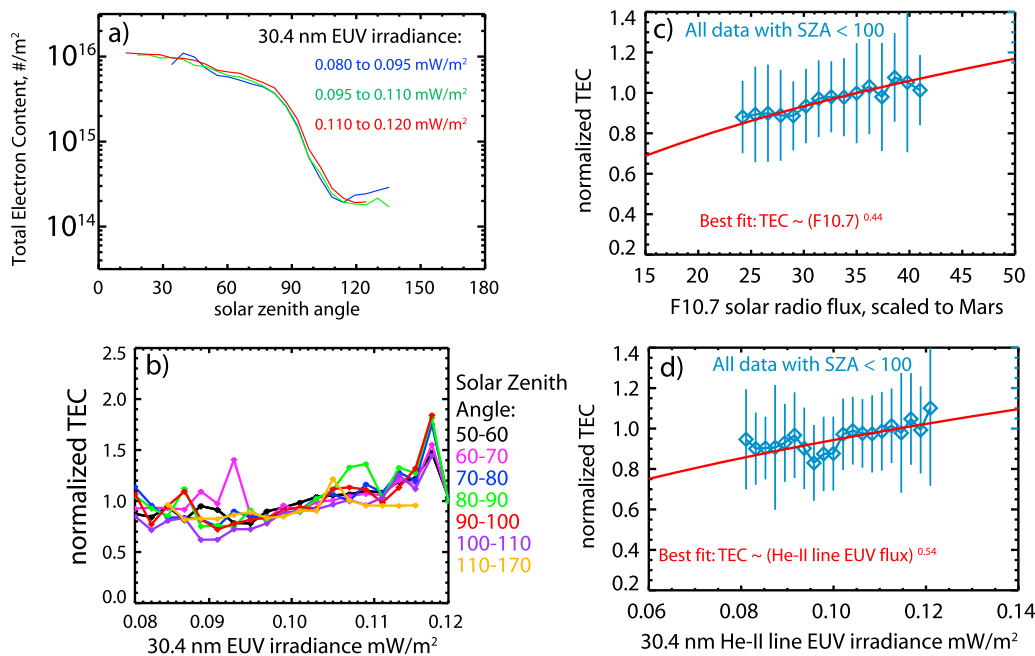 a)
30.4 nm EUV irradiance:
0.080 to 0.095 mW/m²
0.095 to 0.110 mW/m²
0.110 to 0.120 mW/m²
Total Electron Content, #/m²
10¹⁶
10¹⁵
10¹⁴
0 30 60 90 120 150 180
solar zenith angle
b)
normalized TEC
2.5
2.0
1.5
1.0
0.5
0.0
0.08 0.09 0.10 0.11 0.12
30.4 nm EUV irradiance mW/m²
Solar Zenith
Angle:
50-60
60-70
70-80
80-90
90-100
100-110
110-170
c)
All data with SZA < 100
normalized TEC
1.4
1.2
1.0
0.8
0.6
0.4
0.2
Best fit: TEC ~ (F10.7) ⁰·⁴⁴
15 20 25 30 35 40 45 50
F10.7 solar radio flux, scaled to Mars
d)
All data with SZA < 100
normalized TEC
1.4
1.2
1.0
0.8
0.6
0.4
0.2
Best fit: TEC ~ (He-II line EUV flux) ⁰·⁵⁴
0.06 0.08 0.10 0.12 0.14
30.4 nm He-II line EUV irradiance mW/m²